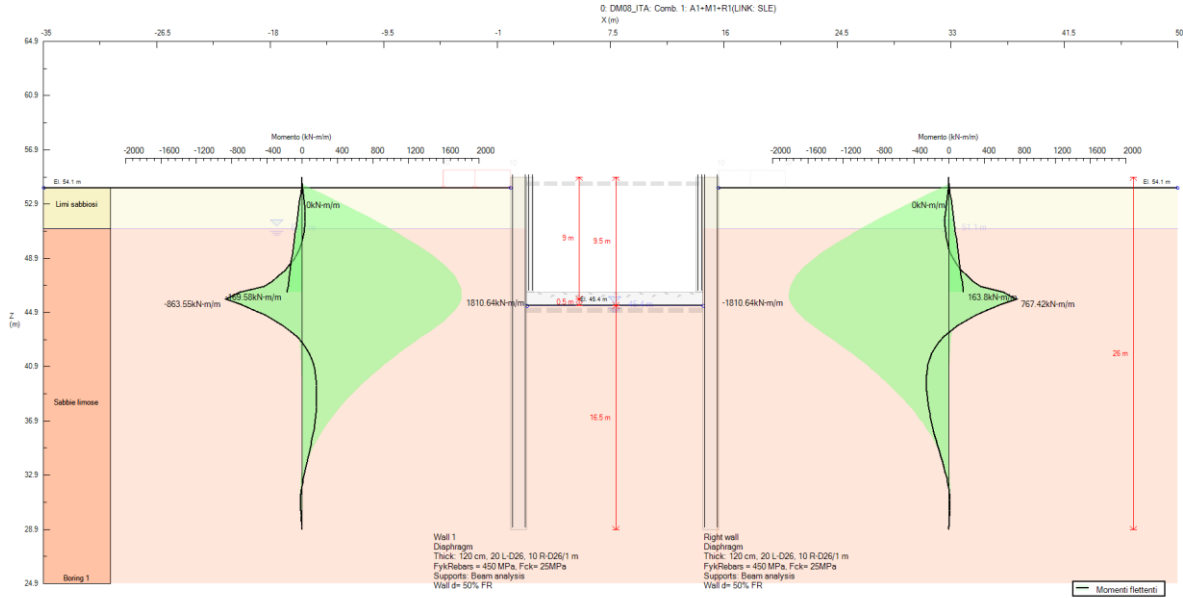 0: DM08_ITA: Comb. 1: A1+M1+R1(LINK: SLE)
X (m)
-35 -26.5 -18 -9.5 -1 7.5 16 24.5 33 41.5 50
64.9
60.9
56.9
52.9
48.9
44.9
40.9
36.9
32.9
28.9
24.9
Z
(m)
Momento (kN-m/m)
-2000 -1600 -1200 -800 -400 0 400 800 1200 1600 2000
Momento (kN-m/m)
-2000 -1600 -1200 -800 -400 0 400 800 1200 1600 2000
El. 54.1 m
El. 54.1 m
Limi sabbiosi
0kN-m/m
0kN-m/m
9 m
9.5 m
-863.55kN-m/m
-169.58kN-m/m
1810.64kN-m/m
0.5 m
El. 45.4 m
-1810.64kN-m/m
163.8kN-m/m
767.42kN-m/m
26 m
Sabbie limose
16.5 m
Boring 1
Wall 1
Diaphragm
Thick: 120 cm, 20 L-D26, 10 R-D26/1 m
FykRebars = 450 MPa, Fck= 25MPa
Supports: Beam analysis
Wall d= 50% FR
Right wall
Diaphragm
Thick: 120 cm, 20 L-D26, 10 R-D26/1 m
FykRebars = 450 MPa, Fck= 25MPa
Supports: Beam analysis
Wall d= 50% FR
Momenti flettenti